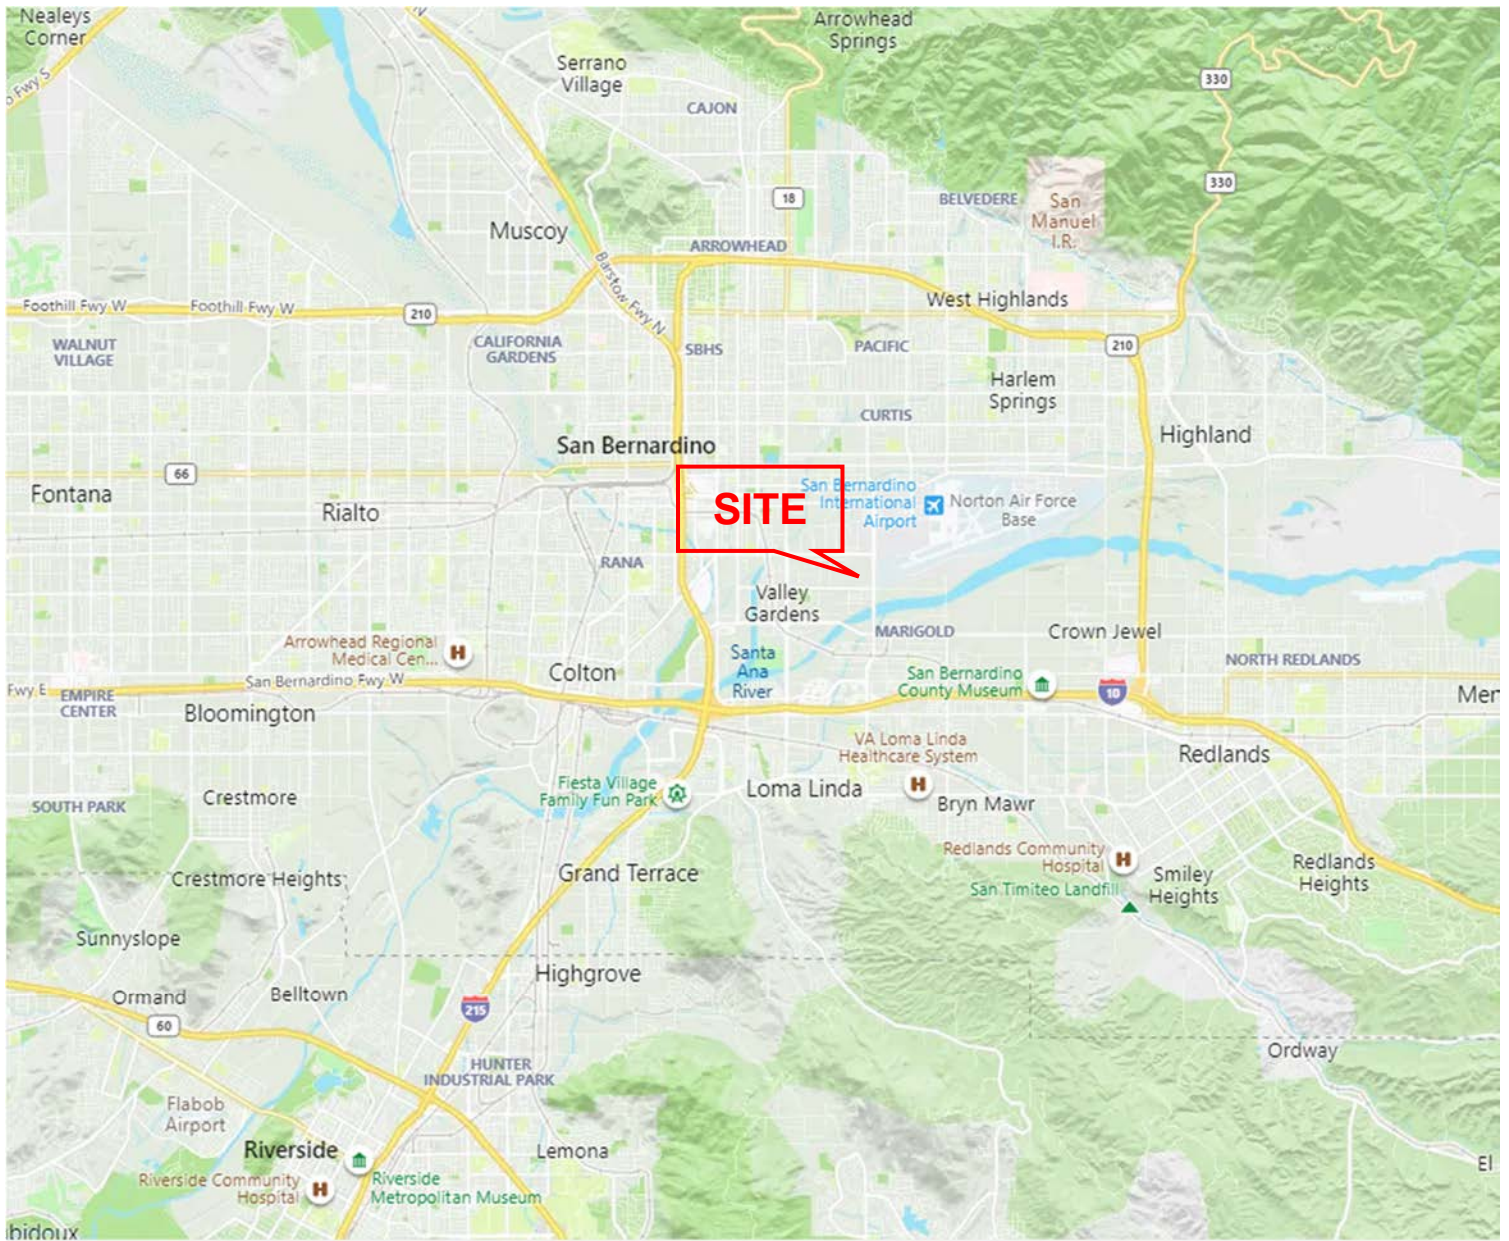 Nealeys
Corner
Arrowhead
Springs
Serrano
Village
CAJON
330
330
18
BELVEDERE
San
Manuel
I.R.
Muscoy
ARROWHEAD
Barstow Fwy N
West Highlands
Foothill Fwy W
Foothill Fwy W
210
WALNUT
VILLAGE
CALIFORNIA
GARDENS
SBHS
PACIFIC
210
Harlem
Springs
CURTIS
San Bernardino
Highland
66
Fontana
Rialto
SITE
San Bernardino
International
Airport
Norton Air Force
Base
RANA
Valley
Gardens
MARIGOLD
Crown Jewel
Arrowhead Regional
Medical Cen...
H
Colton
Santa
Ana
River
San Bernardino
County Museum
NORTH REDLANDS
Fwy E
EMPIRE
CENTER
San Bernardino Fwy W
10
Bloomington
VA Loma Linda
Healthcare System
H
Redlands
Fiesta Village
Family Fun Park
Loma Linda
Bryn Mawr
SOUTH PARK
Crestmore
Redlands Community
Hospital
H
San Timiteo Landfill
Smiley
Heights
Redlands
Heights
Crestmore Heights
Grand Terrace
Sunnyslope
Highgrove
Ormand
Belltown
60
215
Ordway
HUNTER
INDUSTRIAL PARK
Flabob
Airport
Riverside
Lemona
Riverside Community
Hospital
H
Riverside
Metropolitan Museum
El